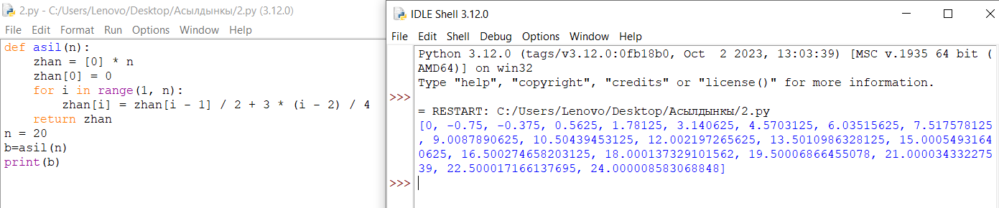 2.py - C:/Users/Lenovo/Desktop/Асылдынкы/2.py (3.12.0)
File Edit Format Run Options Window Help
def asil(n):
    zhan = [0] * n
    zhan[0] = 0
    for i in range(1, n):
        zhan[i] = zhan[i - 1] / 2 + 3 * (i - 2) / 4
    return zhan
n = 20
b=asil(n)
print(b)
IDLE Shell 3.12.0
File Edit Shell Debug Options Window Help
Python 3.12.0 (tags/v3.12.0:0fb18b0, Oct  2 2023, 13:03:39) [MSC v.1935 64 bit (
AMD64)] on win32
Type "help", "copyright", "credits" or "license()" for more information.
>>>
= RESTART: C:/Users/Lenovo/Desktop/Асылдынкы/2.py
[0, -0.75, -0.375, 0.5625, 1.78125, 3.140625, 4.5703125, 6.03515625, 7.517578125
, 9.0087890625, 10.50439453125, 12.002197265625, 13.5010986328125, 15.0005493164
0625, 16.500274658203125, 18.000137329101562, 19.50006866455078, 21.000034332275
39, 22.500017166137695, 24.000008583068848]
>>>